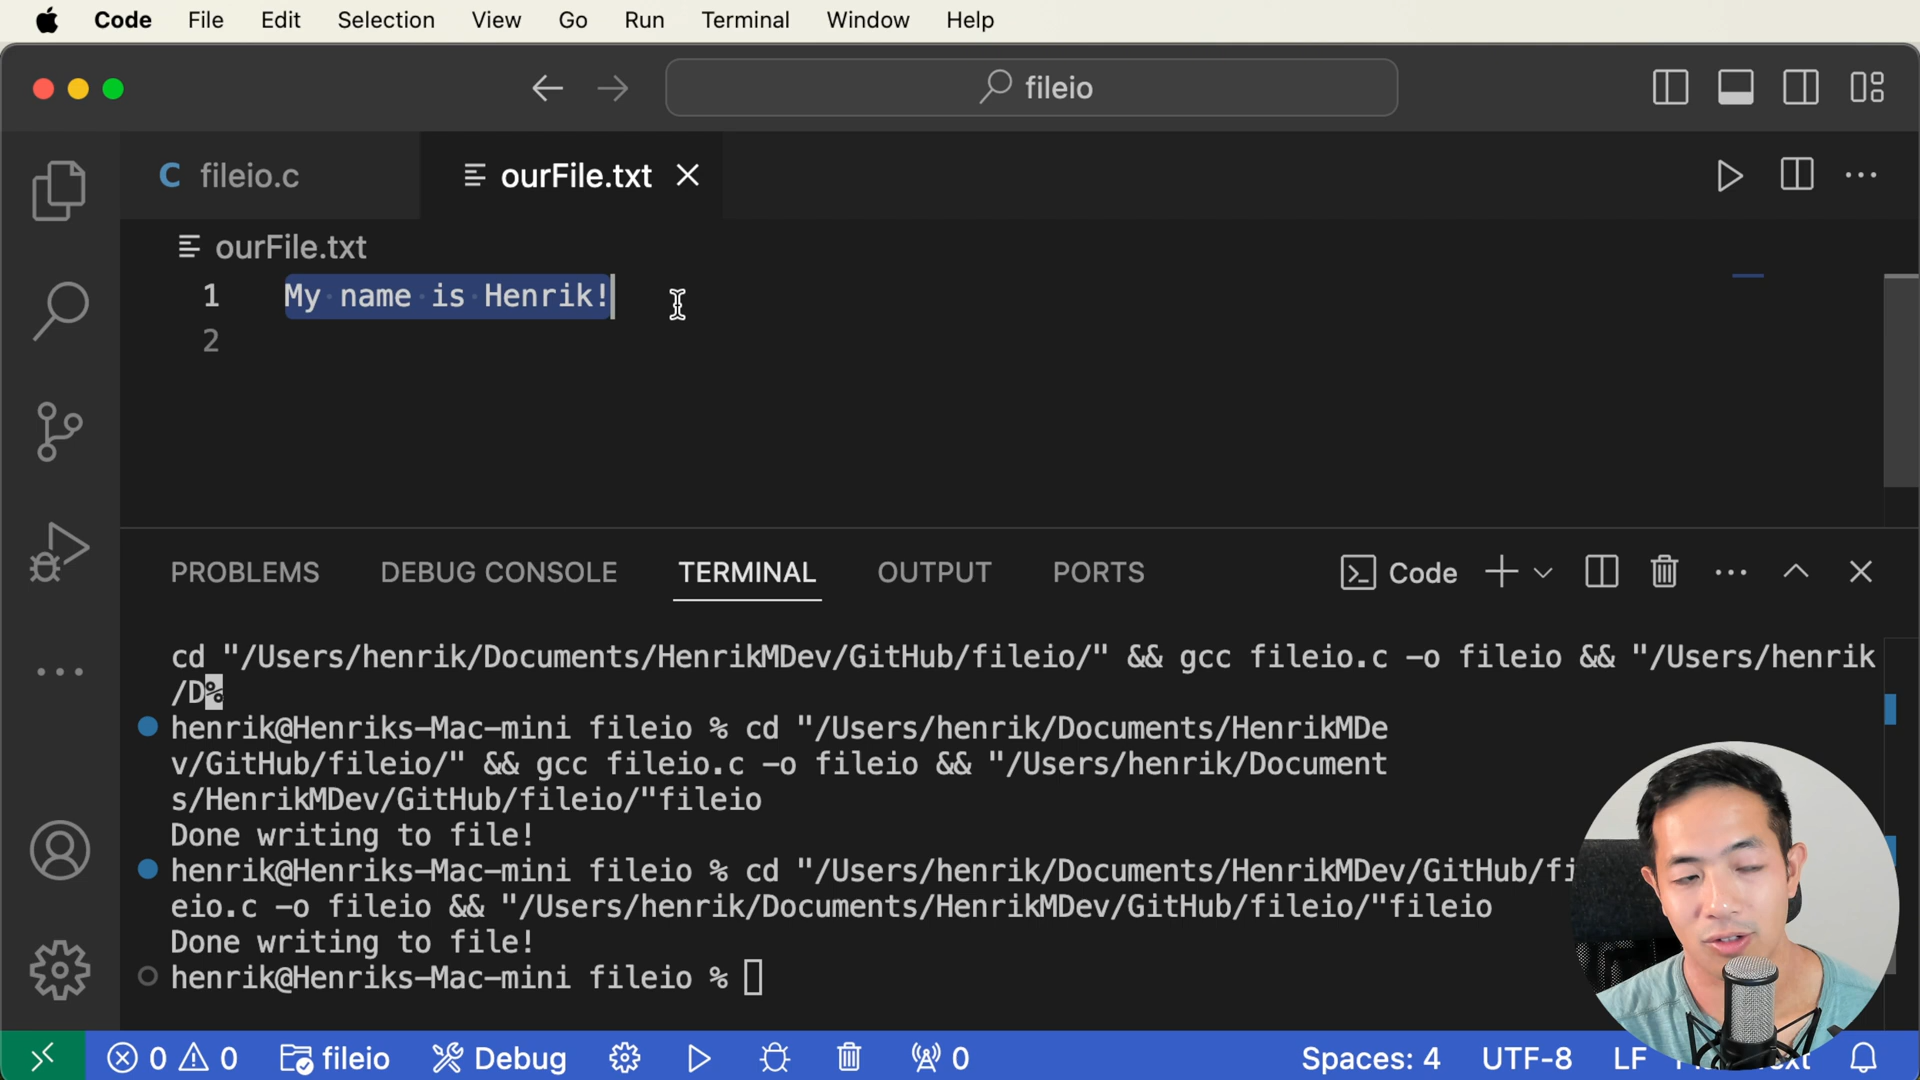 Code File Edit Selection View Go Run Terminal Window Help
fileio
C fileio.c ourFile.txt
ourFile.txt
1 My name is Henrik!
2
PROBLEMS DEBUG CONSOLE TERMINAL OUTPUT PORTS Code
cd "/Users/henrik/Documents/HenrikMDev/GitHub/fileio/" && gcc fileio.c -o fileio && "/Users/henrik
/D%
henrik@Henriks-Mac-mini fileio % cd "/Users/henrik/Documents/HenrikMDe
v/GitHub/fileio/" && gcc fileio.c -o fileio && "/Users/henrik/Document
s/HenrikMDev/GitHub/fileio/"fileio
Done writing to file!
henrik@Henriks-Mac-mini fileio % cd "/Users/henrik/Documents/HenrikMDev/GitHub/fi
eio.c -o fileio && "/Users/henrik/Documents/HenrikMDev/GitHub/fileio/"fileio
Done writing to file!
henrik@Henriks-Mac-mini fileio %
0 0 fileio Debug 0 Spaces: 4 UTF-8 LF